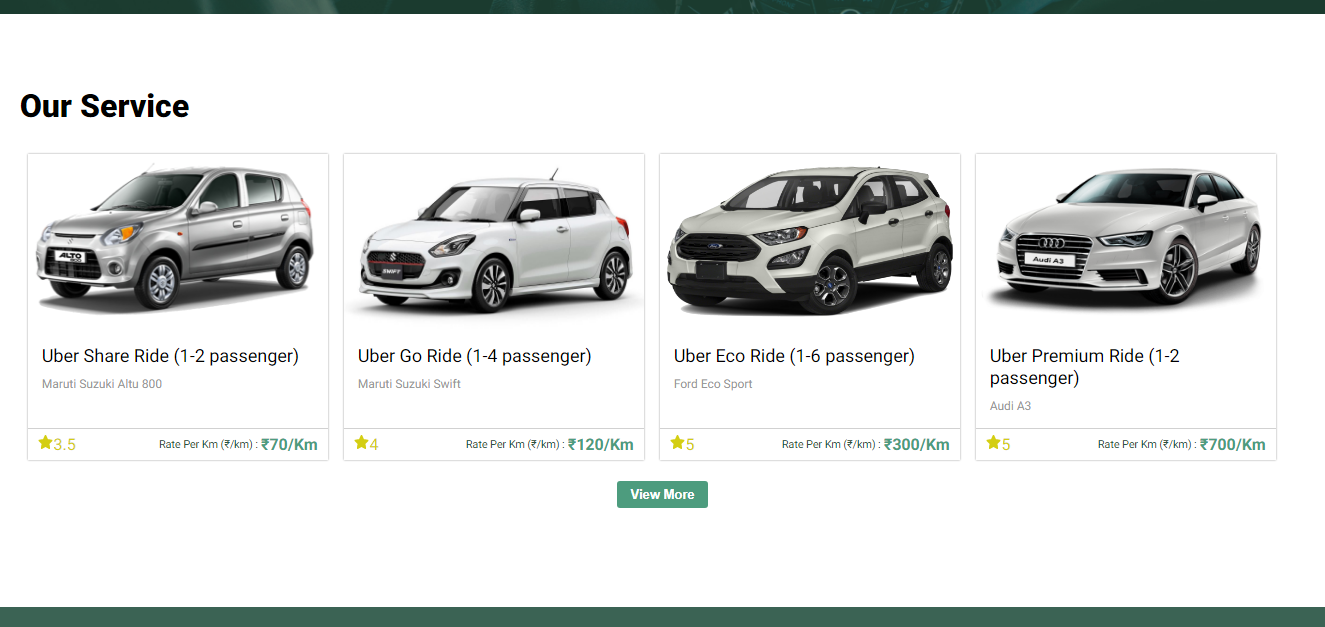 Our Service
ALTO
SWIFT
Ford
Audi A3
Uber Share Ride (1-2 passenger)
Maruti Suzuki Altu 800
3.5 Rate Per Km (₹/km) : ₹70/Km
Uber Go Ride (1-4 passenger)
Maruti Suzuki Swift
4 Rate Per Km (₹/km) : ₹120/Km
Uber Eco Ride (1-6 passenger)
Ford Eco Sport
5 Rate Per Km (₹/km) : ₹300/Km
Uber Premium Ride (1-2
passenger)
Audi A3
5 Rate Per Km (₹/km) : ₹700/Km
View More